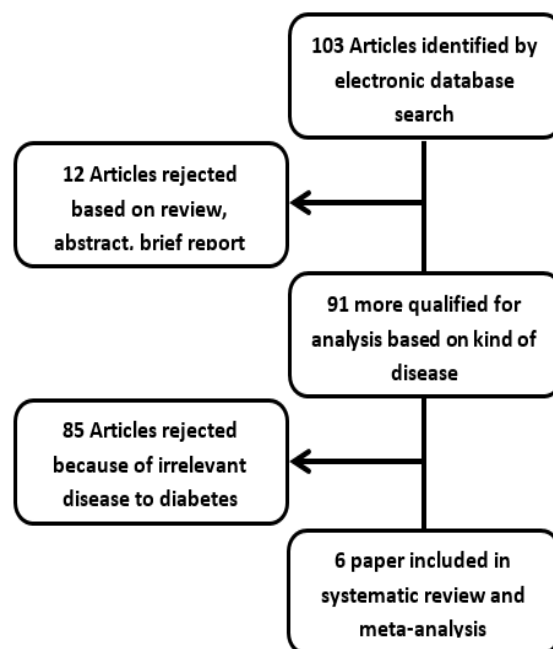 103 Articles identified by
electronic database
search
12 Articles rejected
based on review,
abstract, brief report
91 more qualified for
analysis based on kind of
disease
85 Articles rejected
because of irrelevant
disease to diabetes
6 paper included in
systematic review and
meta-analysis